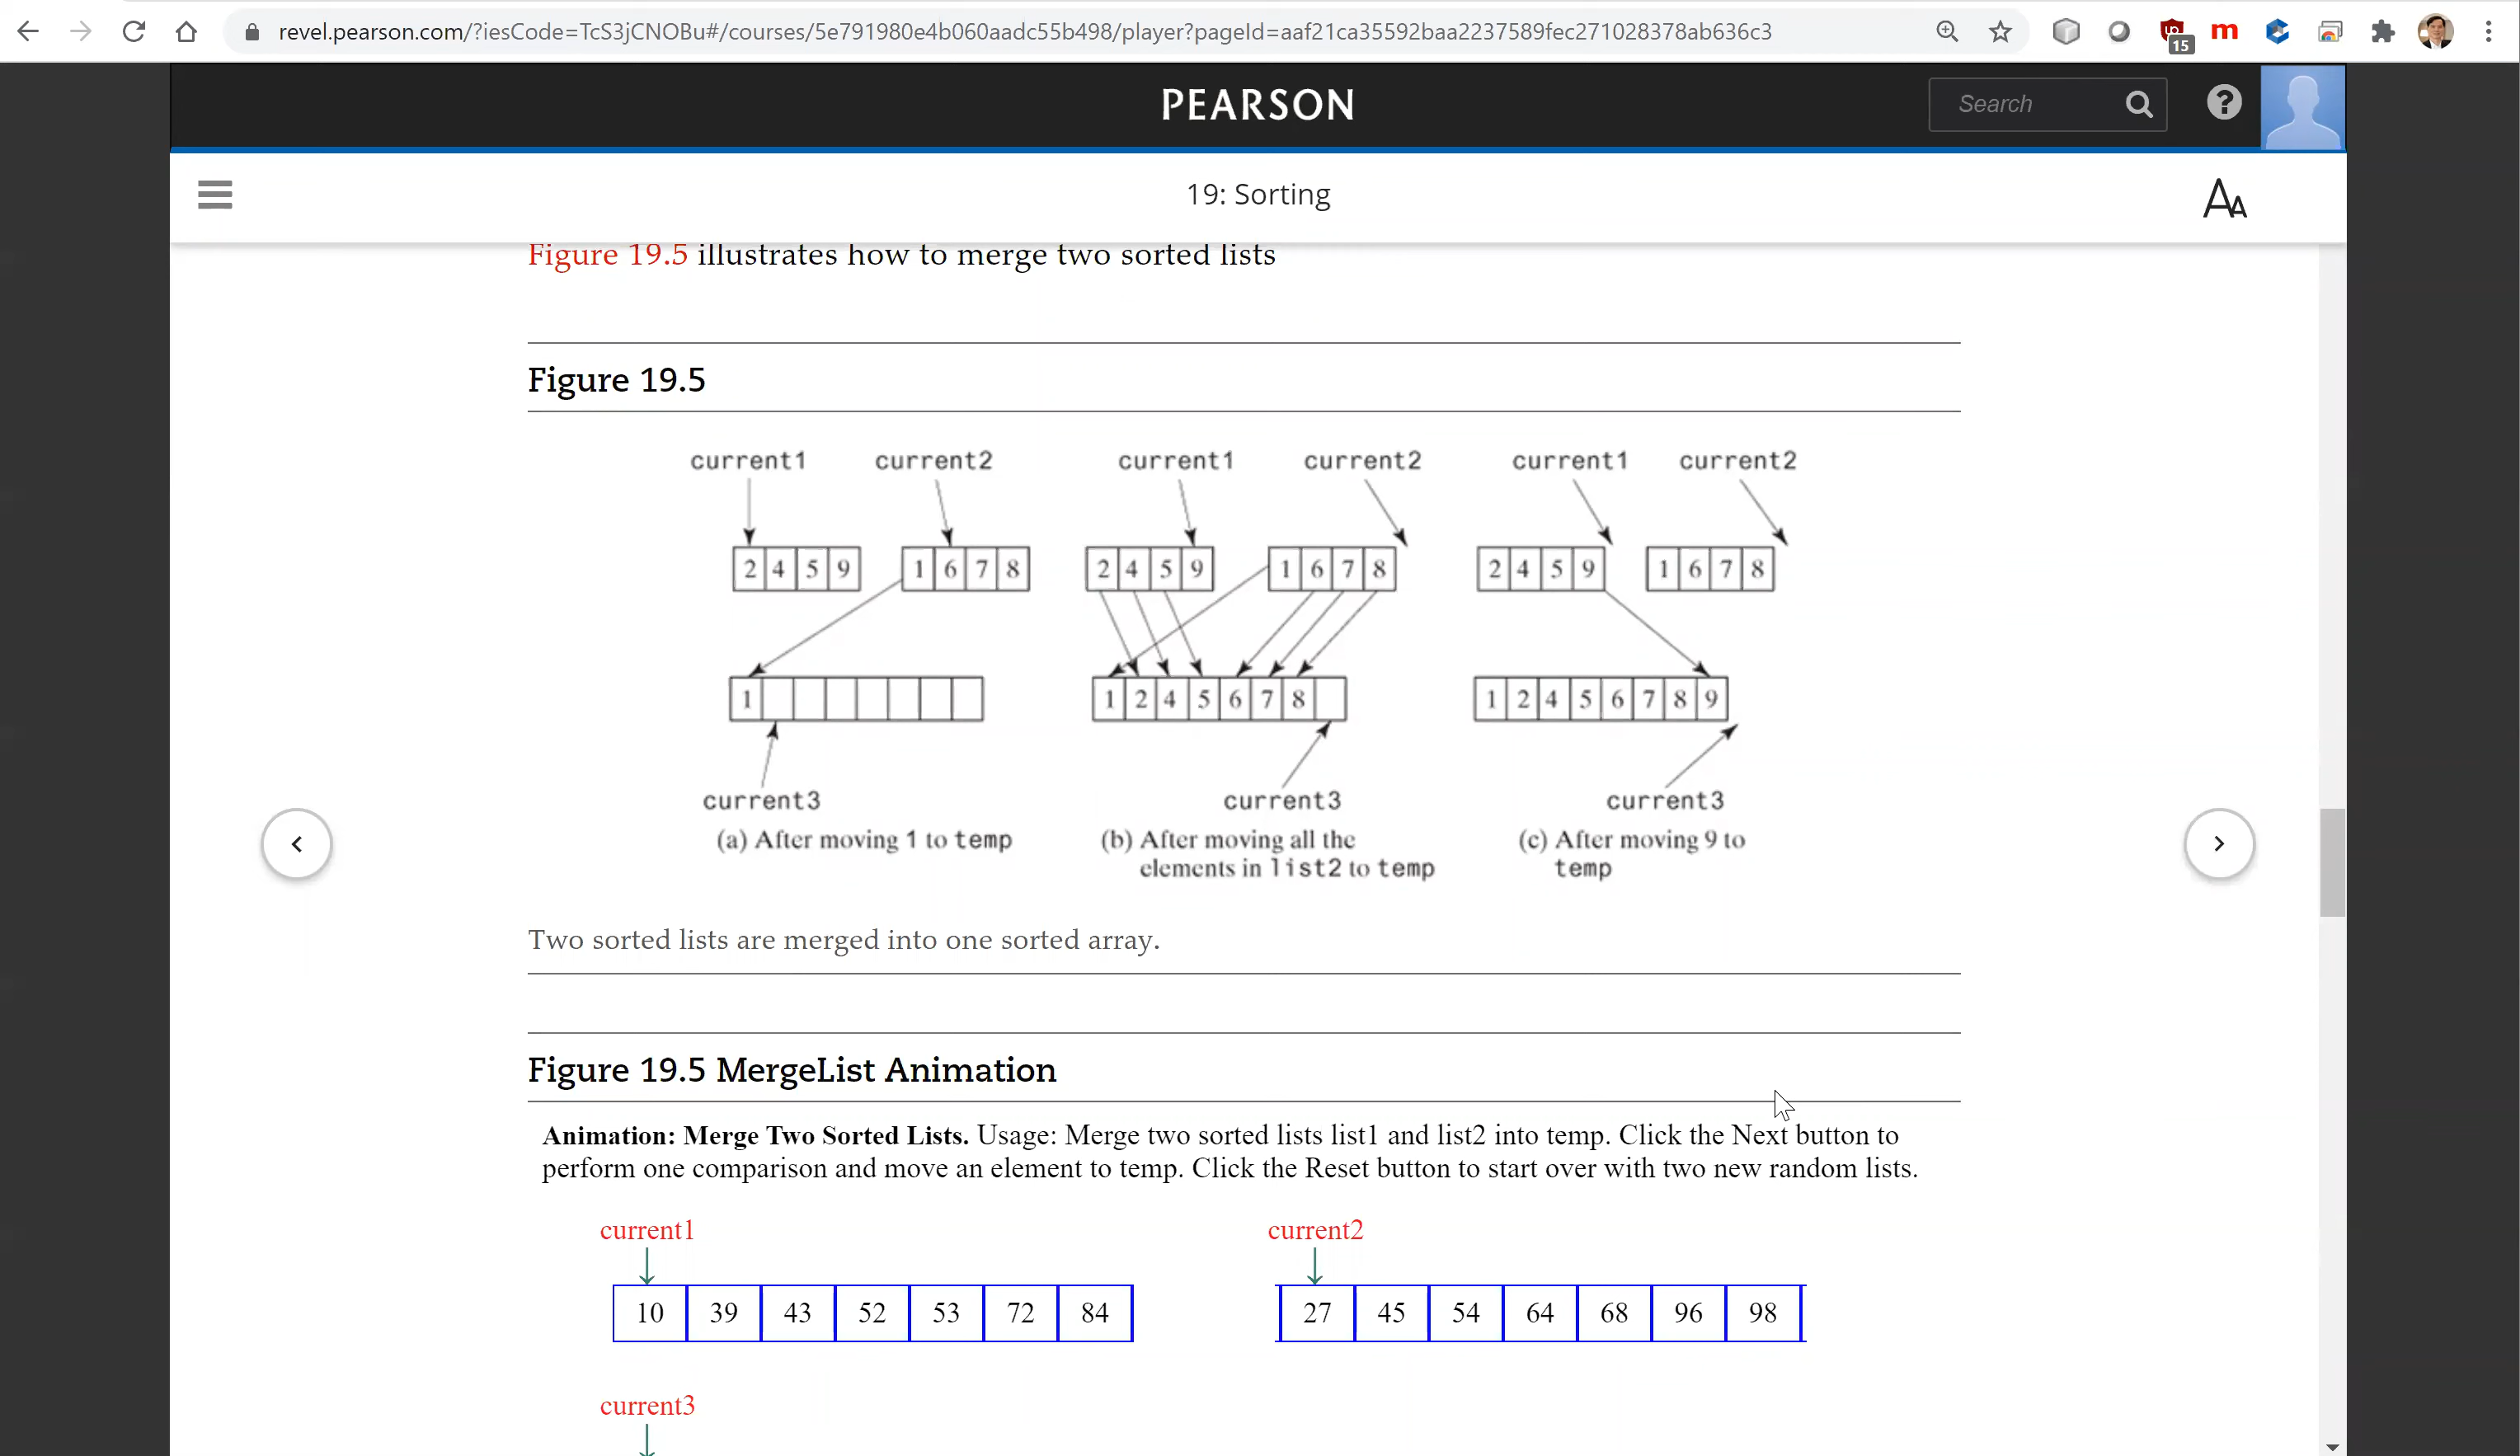 revel.pearson.com/?iesCode=TcS3jCNOBu#/courses/5e791980e4b060aadc55b498/player?pageId=aaf21ca35592baa2237589fec271028378ab636c3
15
m
PEARSON
Search
?
19: Sorting
AA
Figure 19.5 illustrates how to merge two sorted lists
Figure 19.5
current1 current2 current1 current2 current1 current2
2 4 5 9 1 6 7 8 2 4 5 9 1 6 7 8 2 4 5 9 1 6 7 8
1 1 2 4 5 6 7 8 1 2 4 5 6 7 8 9
current3 current3 current3
(a) After moving 1 to temp (b) After moving all the (c) After moving 9 to
elements in list2 to temp temp
Two sorted lists are merged into one sorted array.
Figure 19.5 MergeList Animation
Animation: Merge Two Sorted Lists. Usage: Merge two sorted lists list1 and list2 into temp. Click the Next button to
perform one comparison and move an element to temp. Click the Reset button to start over with two new random lists.
current1 current2
10 39 43 52 53 72 84 27 45 54 64 68 96 98
current3